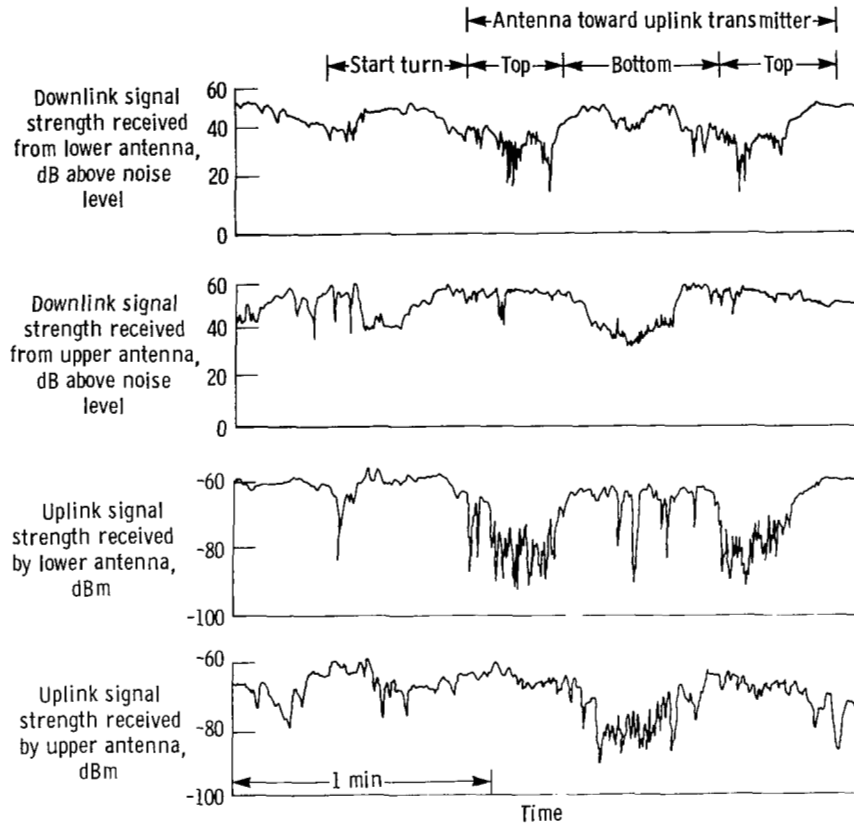 Antenna toward uplink transmitter
Start turn
Top
Bottom
Top
Downlink signal
strength received
from lower antenna,
dB above noise
level
60
40
20
0
Downlink signal
strength received
from upper antenna,
dB above noise
level
60
40
20
0
Uplink signal
strength received
by lower antenna,
dBm
-60
-80
-100
Uplink signal
strength received
by upper antenna,
dBm
-60
-80
-100
1 min
Time